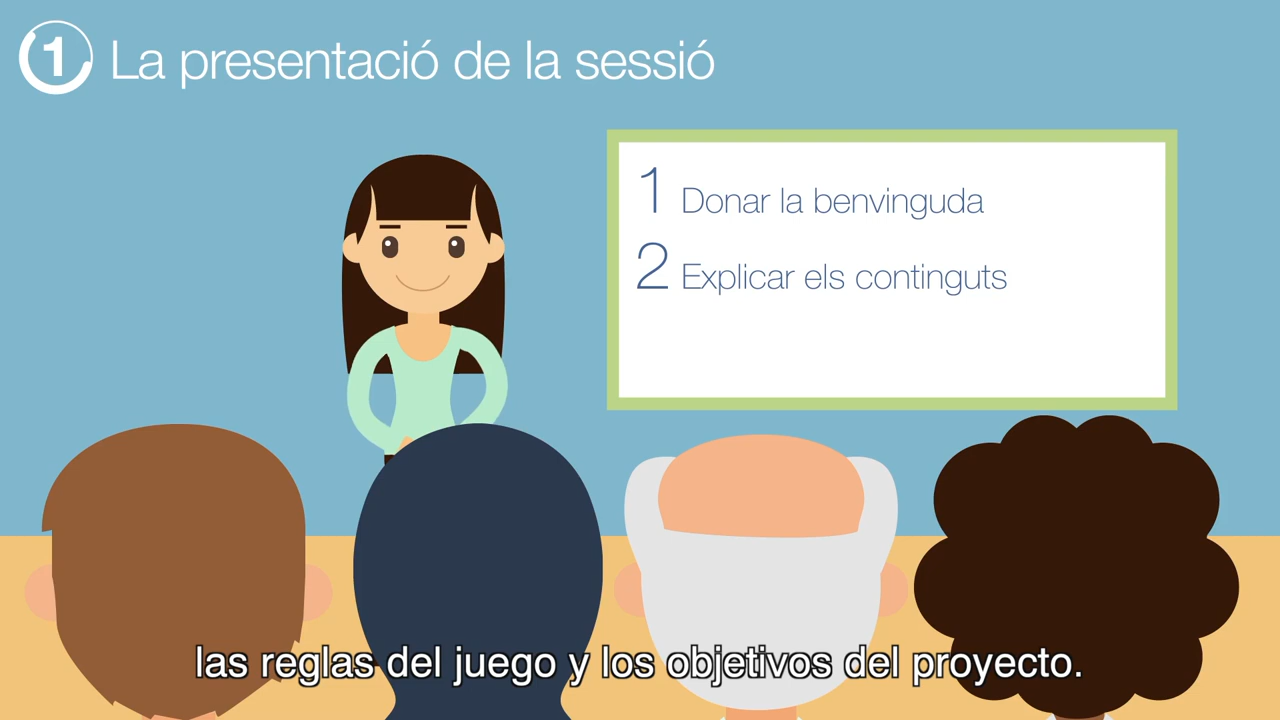 1 La presentació de la sessió
1 Donar la benvinguda
2 Explicar els continguts
las reglas del juego y los objetivos del proyecto.